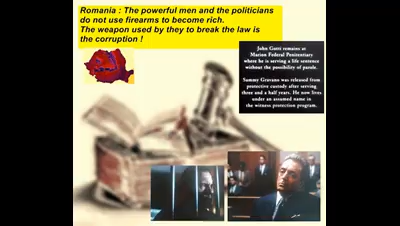 Romania : The powerful men and the politicians
do not use firearms to become rich.
The weapon used by they to break the law is
the corruption !
John Gotti remains at
Marion Federal Penitentiary
where he is serving a life sentence
without the possibility of parole.
Sammy Gravano was released from
protective custody after serving
three and a half years. He now lives
under an assumed name in
the witness protection program.